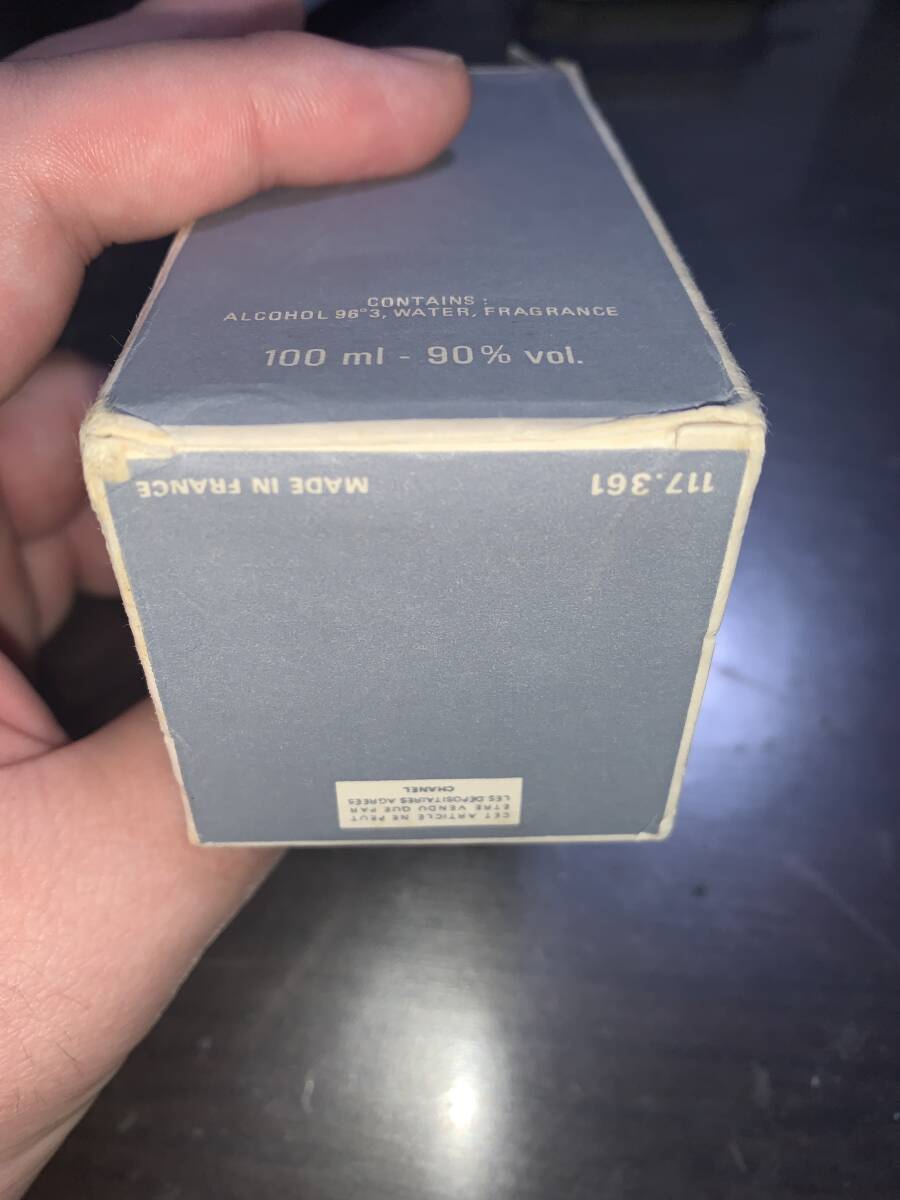 CONTAINS :
ALCOHOL 96°3, WATER, FRAGRANCE
100 ml - 90% vol.
117.361 MADE IN FRANCE
CET ARTICLE NE PEUT
ETRE VENDU QUE PAR
LES DEPOSITAIRES AGREES
CHANEL